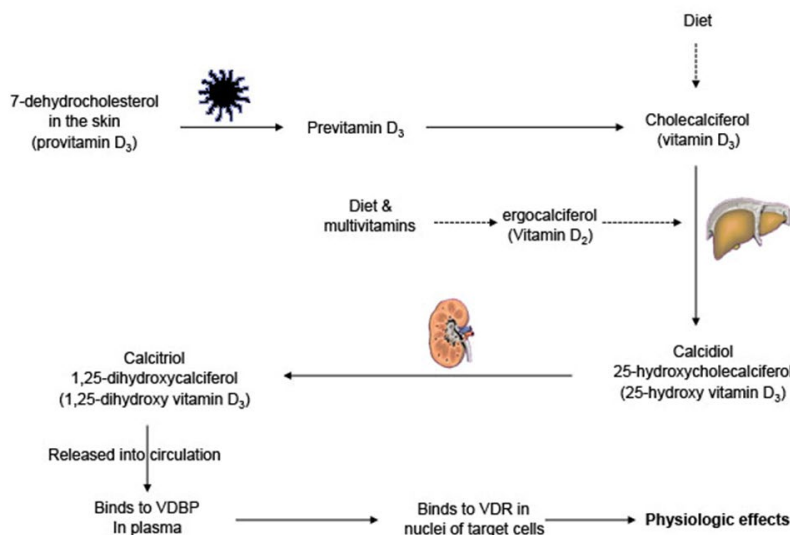 Diet
7-dehydrocholesterol
in the skin
(provitamin D₃)
Previtamin D₃
Cholecalciferol
(vitamin D₃)
Diet &
multivitamins
ergocalciferol
(Vitamin D₂)
Calcidiol
25-hydroxycholecalciferol
(25-hydroxy vitamin D₃)
Calcitriol
1,25-dihydroxycalciferol
(1,25-dihydroxy vitamin D₃)
Released into circulation
Binds to VDBP
In plasma
Binds to VDR in
nuclei of target cells
Physiologic effects